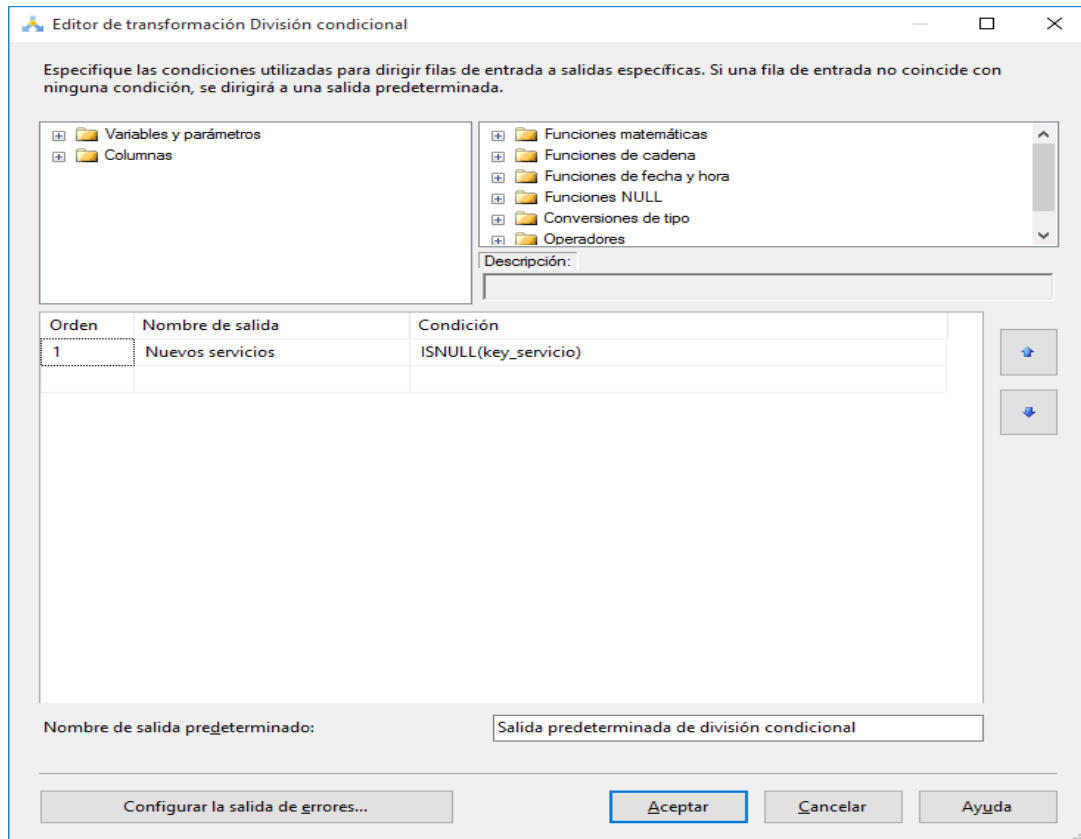 Editor de transformación División condicional
Especifique las condiciones utilizadas para dirigir filas de entrada a salidas específicas. Si una fila de entrada no coincide con
ninguna condición, se dirigirá a una salida predeterminada.
Variables y parámetros
Columnas
Funciones matemáticas
Funciones de cadena
Funciones de fecha y hora
Funciones NULL
Conversiones de tipo
Operadores
Descripción:
Orden Nombre de salida Condición
1 Nuevos servicios ISNULL(key_servicio)
Nombre de salida predeterminado: Salida predeterminada de división condicional
Configurar la salida de errores... Aceptar Cancelar Ayuda